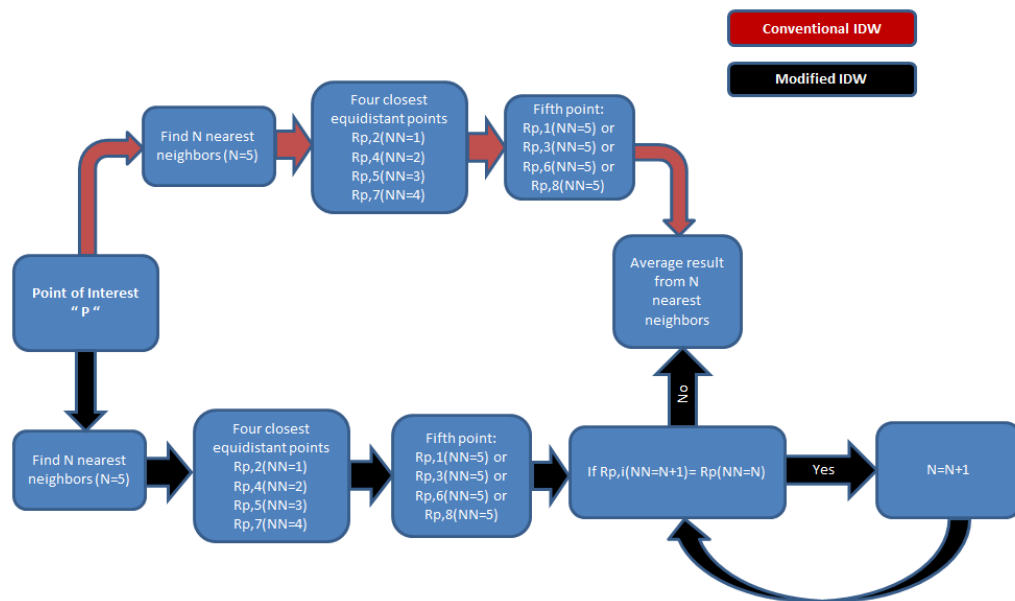 Conventional IDW
Modified IDW
Find N nearest
neighbors (N=5)
Four closest
equidistant points
Rp,2(NN=1)
Rp,4(NN=2)
Rp,5(NN=3)
Rp,7(NN=4)
Fifth point:
Rp,1(NN=5) or
Rp,3(NN=5) or
Rp,6(NN=5) or
Rp,8(NN=5)
Point of Interest
“ P “
Average result
from N
nearest
neighbors
No
Find N nearest
neighbors (N=5)
Four closest
equidistant points
Rp,2(NN=1)
Rp,4(NN=2)
Rp,5(NN=3)
Rp,7(NN=4)
Fifth point:
Rp,1(NN=5) or
Rp,3(NN=5) or
Rp,6(NN=5) or
Rp,8(NN=5)
If Rp,i(NN=N+1)= Rp(NN=N)
Yes
N=N+1